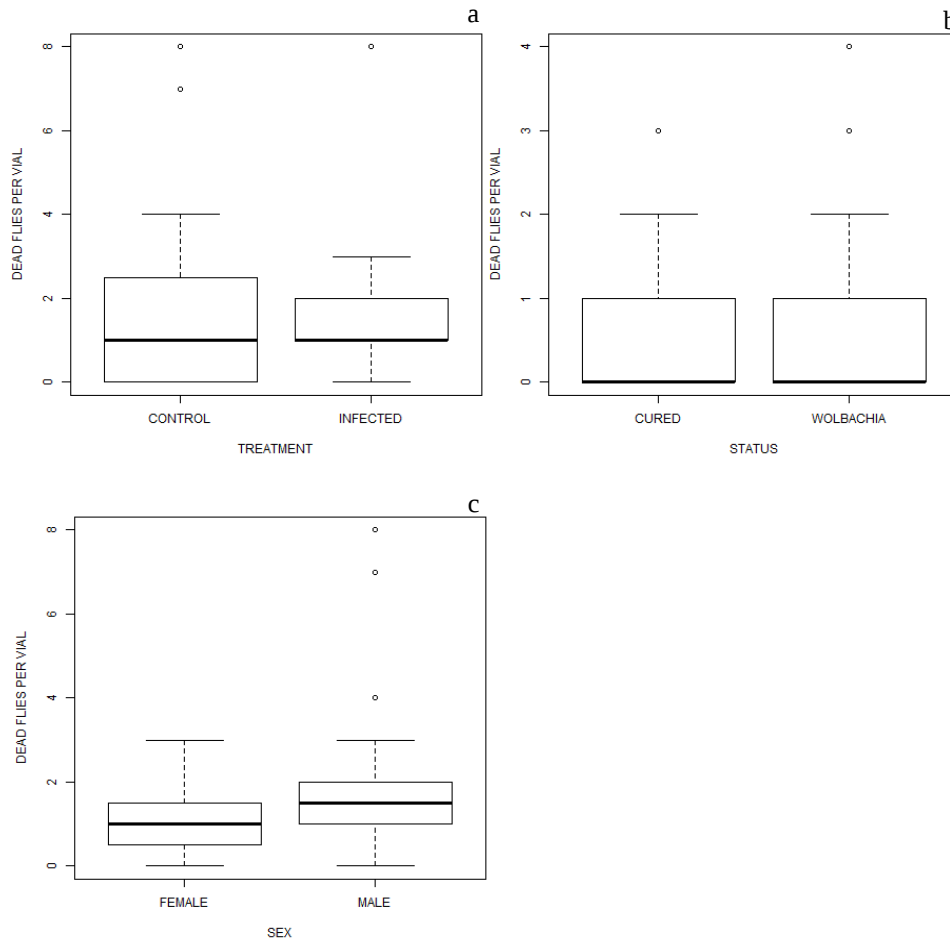 a
DEAD FLIES PER VIAL
8
6
4
2
0
CONTROL INFECTED
TREATMENT
b
DEAD FLIES PER VIAL
4
3
2
1
0
CURED WOLBACHIA
STATUS
c
DEAD FLIES PER VIAL
8
6
4
2
0
FEMALE MALE
SEX